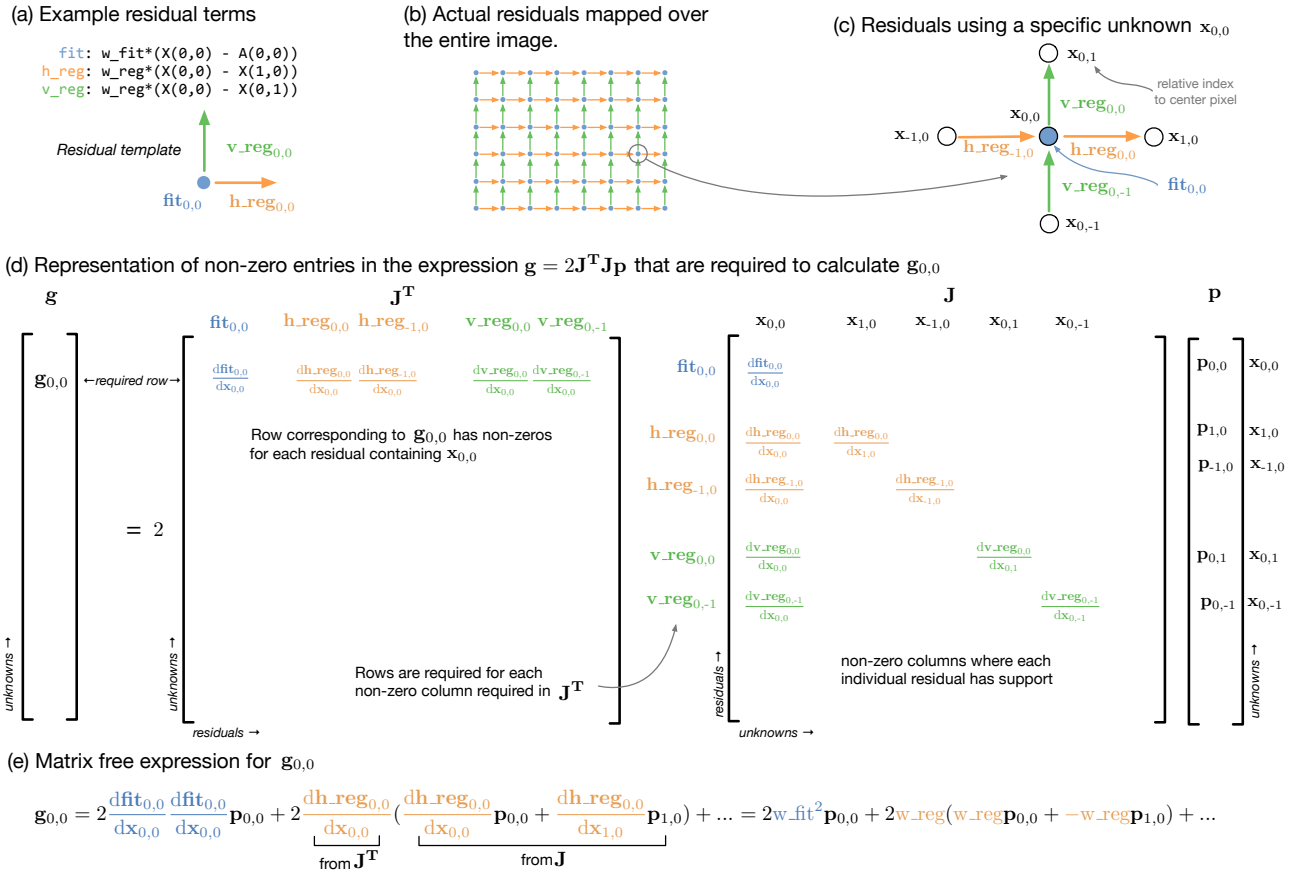 (a) Example residual terms
fit: w_fit*(X(0,0) - A(0,0))
h_reg: w_reg*(X(0,0) - X(1,0))
v_reg: w_reg*(X(0,0) - X(0,1))
Residual template
v_reg0,0
fit0,0
h_reg0,0
(b) Actual residuals mapped over
the entire image.
(c) Residuals using a specific unknown x0,0
x0,1
relative index
to center pixel
v_reg0,0
x0,0
x-1,0
x1,0
h_reg-1,0
h_reg0,0
v_reg0,-1
fit0,0
x0,-1
(d) Representation of non-zero entries in the expression g = 2JᵀJp that are required to calculate g0,0
g
Jᵀ
J
p
fit0,0 h_reg0,0 h_reg-1,0 v_reg0,0 v_reg0,-1
x0,0 x1,0 x-1,0 x0,1 x0,-1
g0,0
←required row→
dfit0,0/dx0,0 dh_reg0,0/dx0,0 dh_reg-1,0/dx0,0 dv_reg0,0/dx0,0 dv_reg0,-1/dx0,0
Row corresponding to g0,0 has non-zeros
for each residual containing x0,0
= 2
fit0,0 dfit0,0/dx0,0
h_reg0,0 dh_reg0,0/dx0,0 dh_reg0,0/dx1,0
h_reg-1,0 dh_reg-1,0/dx0,0 dh_reg-1,0/dx-1,0
v_reg0,0 dv_reg0,0/dx0,0 dv_reg0,0/dx0,1
v_reg0,-1 dv_reg0,-1/dx0,0 dv_reg0,-1/dx0,-1
p0,0 x0,0
p1,0 x1,0
p-1,0 x-1,0
p0,1 x0,1
p0,-1 x0,-1
Rows are required for each
non-zero column required in Jᵀ
non-zero columns where each
individual residual has support
unknowns →
unknowns →
residuals →
residuals →
unknowns →
unknowns →
(e) Matrix free expression for g0,0
g0,0 = 2 dfit0,0/dx0,0 dfit0,0/dx0,0 p0,0 + 2 dh_reg0,0/dx0,0 (dh_reg0,0/dx0,0 p0,0 + dh_reg0,0/dx1,0 p1,0) + ... = 2w_fit²p0,0 + 2w_reg(w_regp0,0 + −w_regp1,0) + ...
from Jᵀ
from J